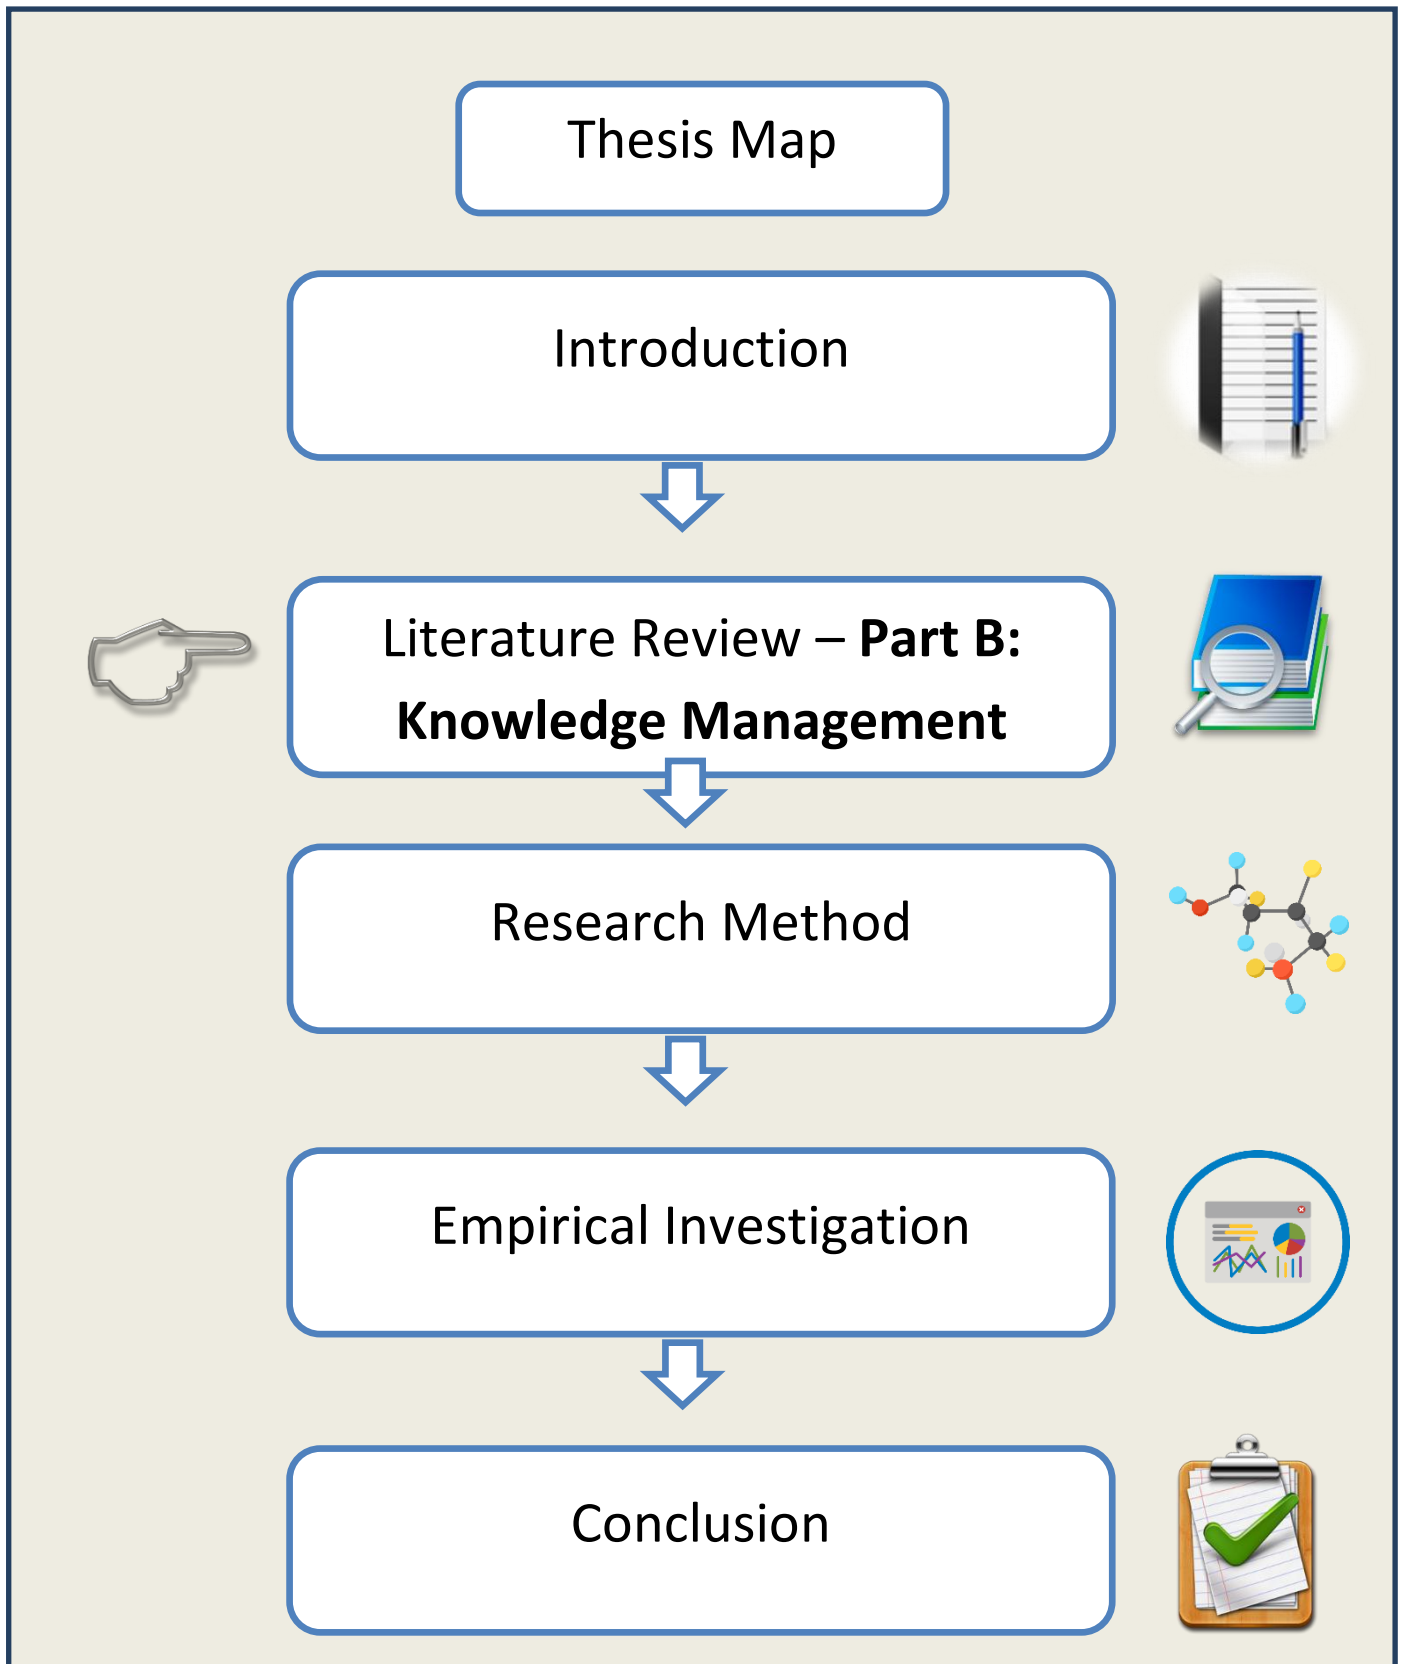 Thesis Map
Introduction
Literature Review – Part B:
Knowledge Management
Research Method
Empirical Investigation
Conclusion